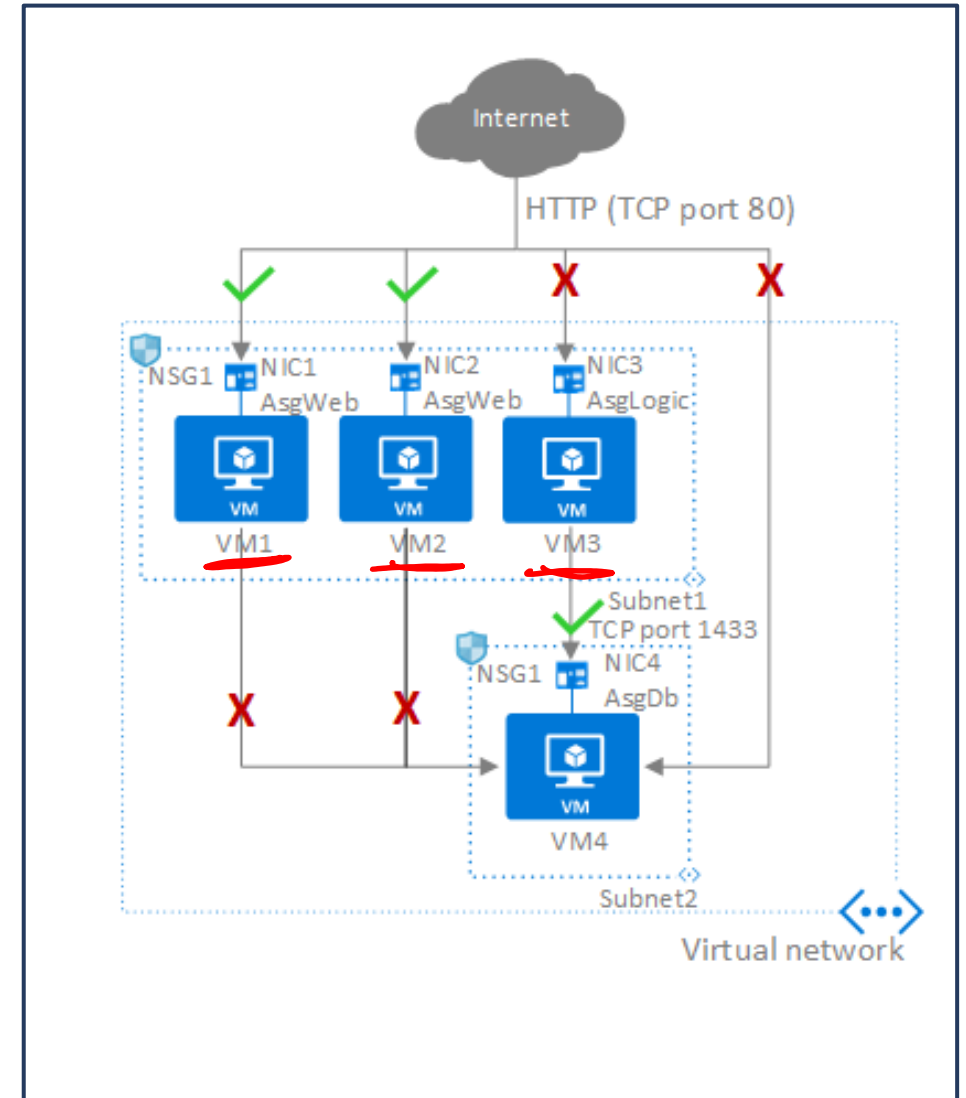 Internet
HTTP (TCP port 80)
X X
NSG1 NIC1 NIC2 NIC3
AsgWeb AsgWeb AsgLogic
VM VM VM
VM1 VM2 VM3
Subnet1
TCP port 1433
NSG1 NIC4
AsgDb
X X
VM
VM4
Subnet2
Virtual network